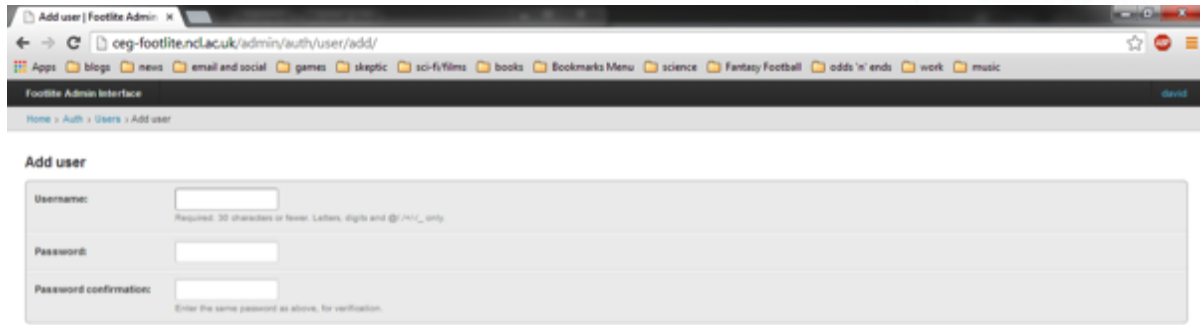 Add user | Footlite Admin
ceg-footlite.ncl.ac.uk/admin/auth/user/add/
Apps blogs news email and social games skeptic sci-fi/films books Bookmarks Menu science Fantasy Football odds 'n' ends work music
Footlite Admin Interface david
Home › Auth › Users › Add user
Add user
Username:
Required. 30 characters or fewer. Letters, digits and @/./+/-/_ only.
Password:
Password confirmation:
Enter the same password as above, for verification.